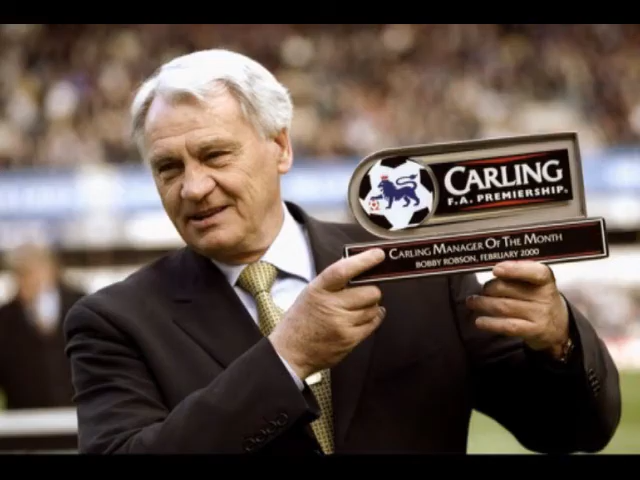 CARLING
F.A. PREMIERSHIP.
CARLING MANAGER OF THE MONTH
BOBBY ROBSON, FEBRUARY 2000